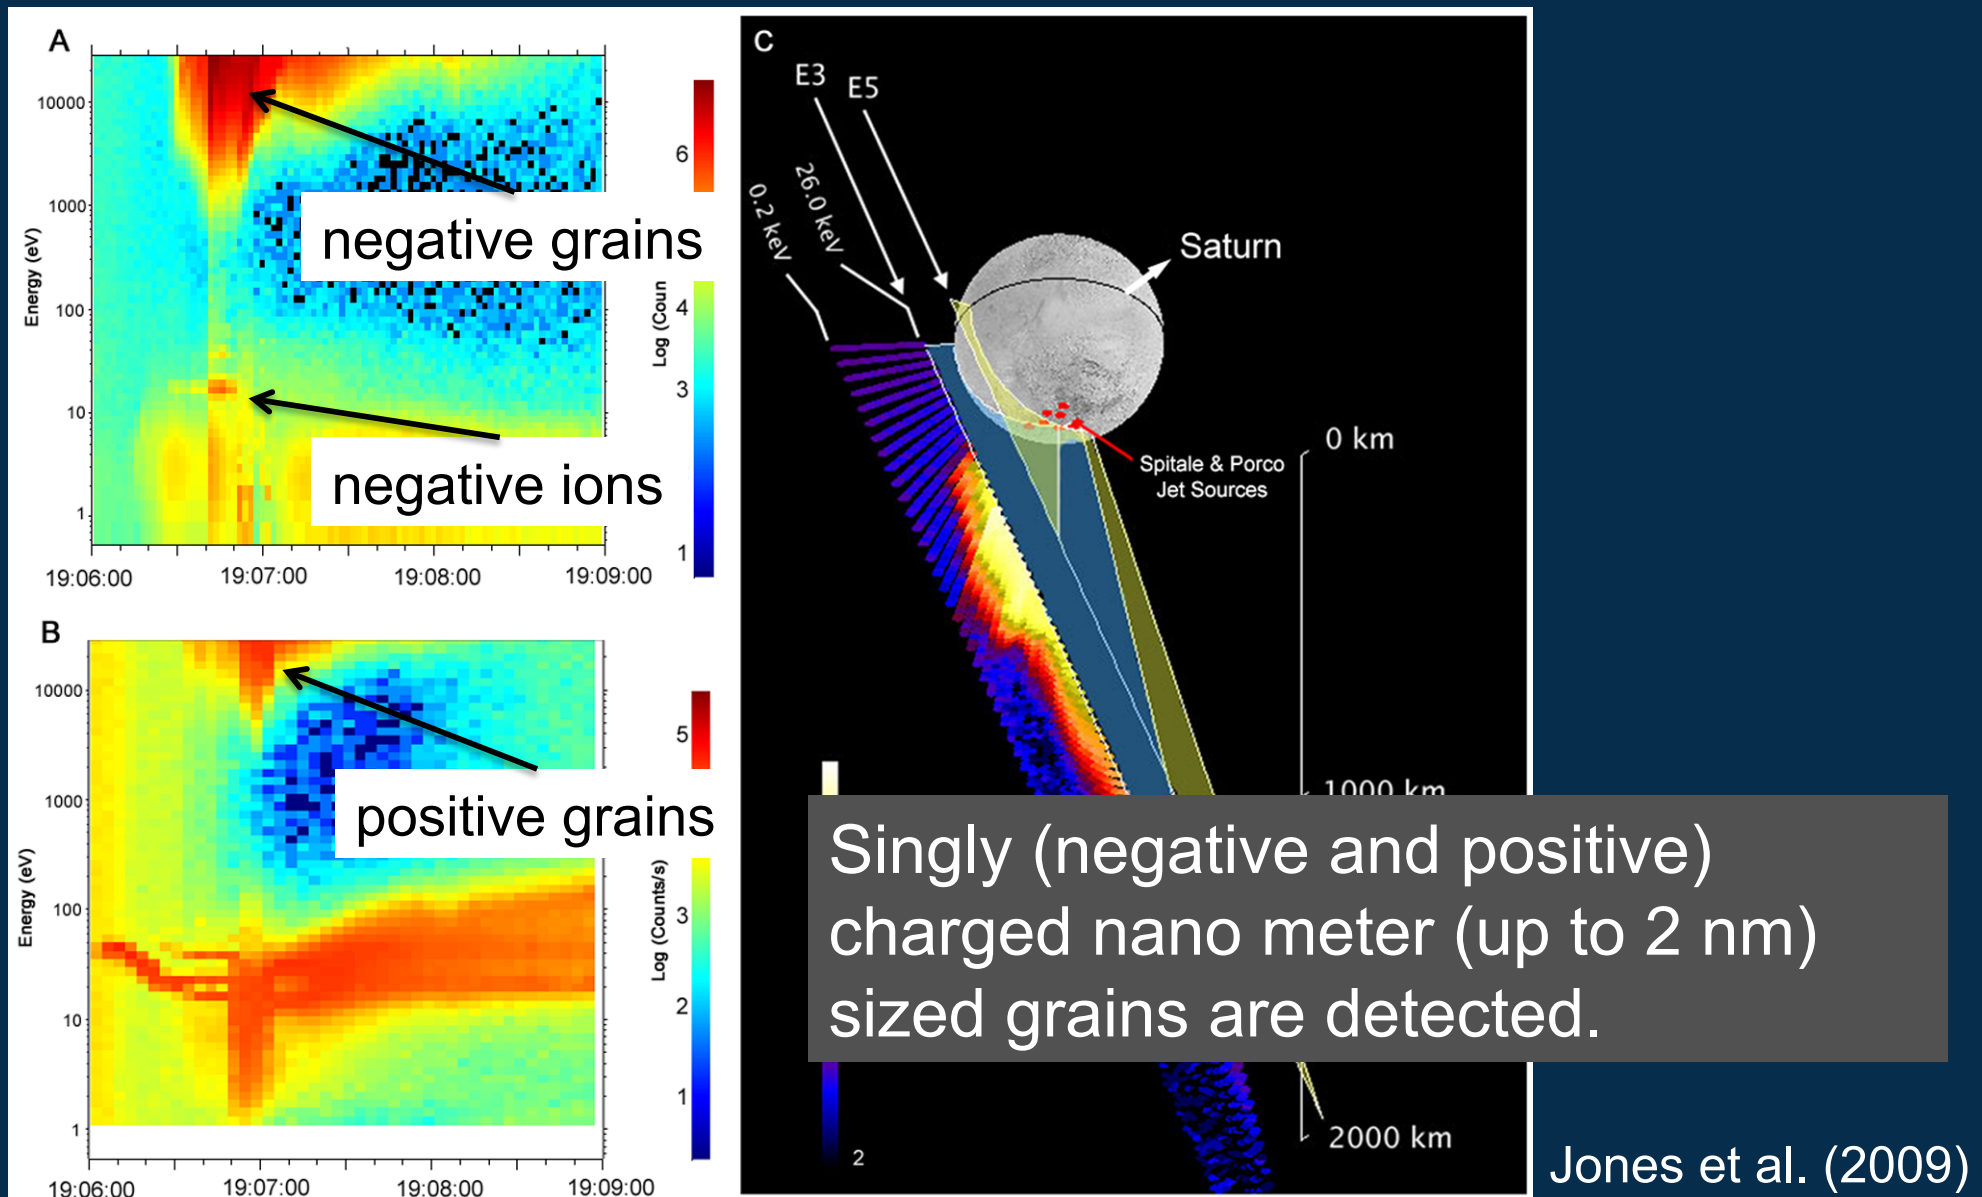 A
10000
1000
100
10
1
Energy (eV)
19:06:00
19:07:00
19:08:00
19:09:00
6
4
3
1
Log (Coun
negative grains
negative ions
B
10000
1000
100
10
1
Energy (eV)
19:06:00
19:07:00
19:08:00
19:09:00
5
3
2
1
Log (Counts/s)
positive grains
C
E3
E5
26.0 keV
0.2 keV
Saturn
Spitale & Porco
Jet Sources
0 km
1000 km
2000 km
2
Singly (negative and positive)
charged nano meter (up to 2 nm)
sized grains are detected.
Jones et al. (2009)